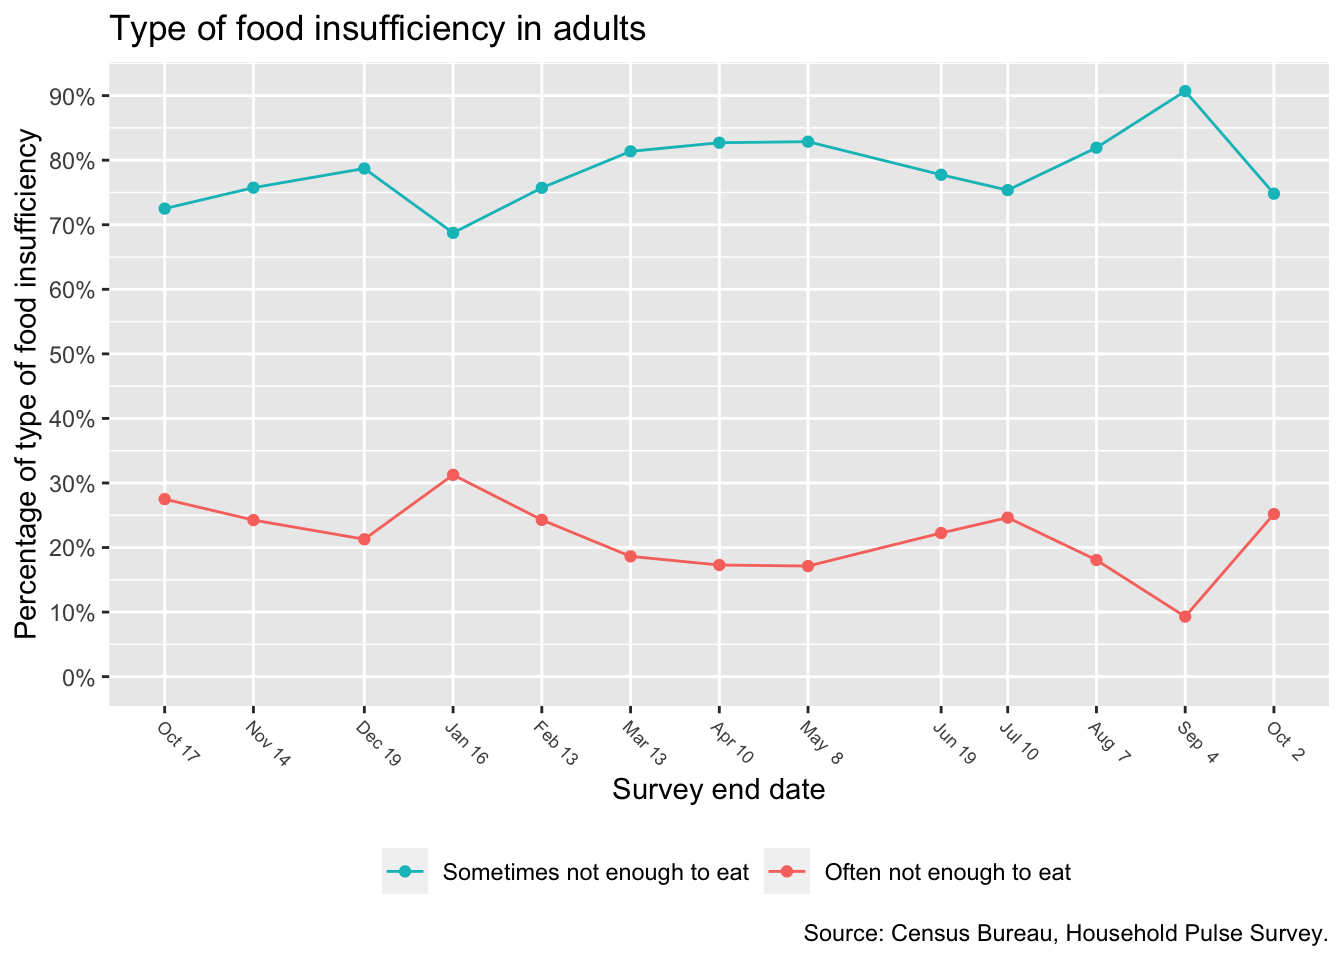 Type of food insufficiency in adults
Percentage of type of food insufficiency
90%
80%
70%
60%
50%
40%
30%
20%
10%
0%
Oct 17
Nov 14
Dec 19
Jan 16
Feb 13
Mar 13
Apr 10
May 8
Jun 19
Jul 10
Aug 7
Sep 4
Oct 2
Survey end date
Sometimes not enough to eat
Often not enough to eat
Source: Census Bureau, Household Pulse Survey.